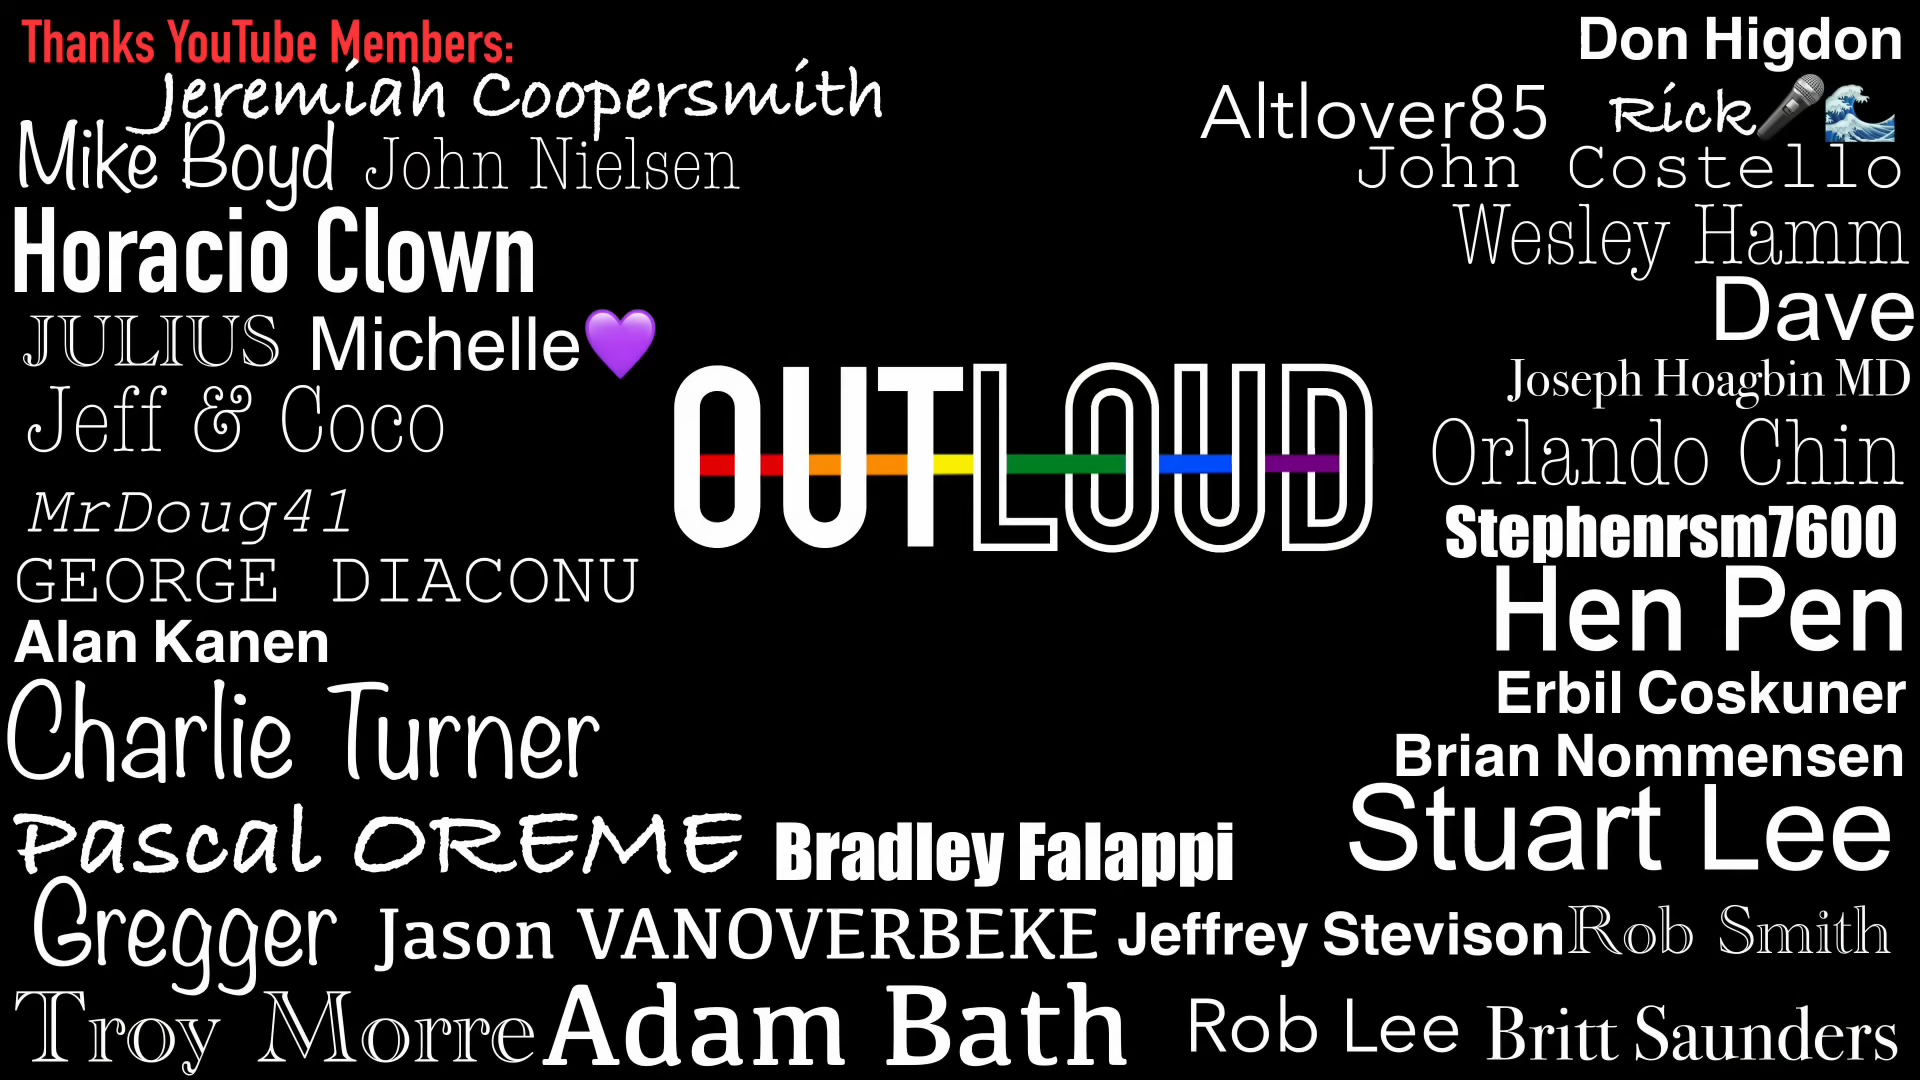 Thanks YouTube Members:
Jeremiah Coopersmith
Mike Boyd
John Nielsen
Horacio Clown
JULIUS
Michelle💜
Jeff & Coco
MrDoug41
GEORGE DIACONU
Alan Kanen
Charlie Turner
Pascal OREME
Bradley Falappi
Gregger
Jason VANOVERBEKE
Jeffrey Stevison
Rob Smith
Troy Morre
Adam Bath
Rob Lee
Britt Saunders
OUTLOUD
Don Higdon
Altlover85
Rick🎤🌊
John Costello
Wesley Hamm
Dave
Joseph Hoagbin MD
Orlando Chin
Stephenrsm7600
Hen Pen
Erbil Coskuner
Brian Nommensen
Stuart Lee